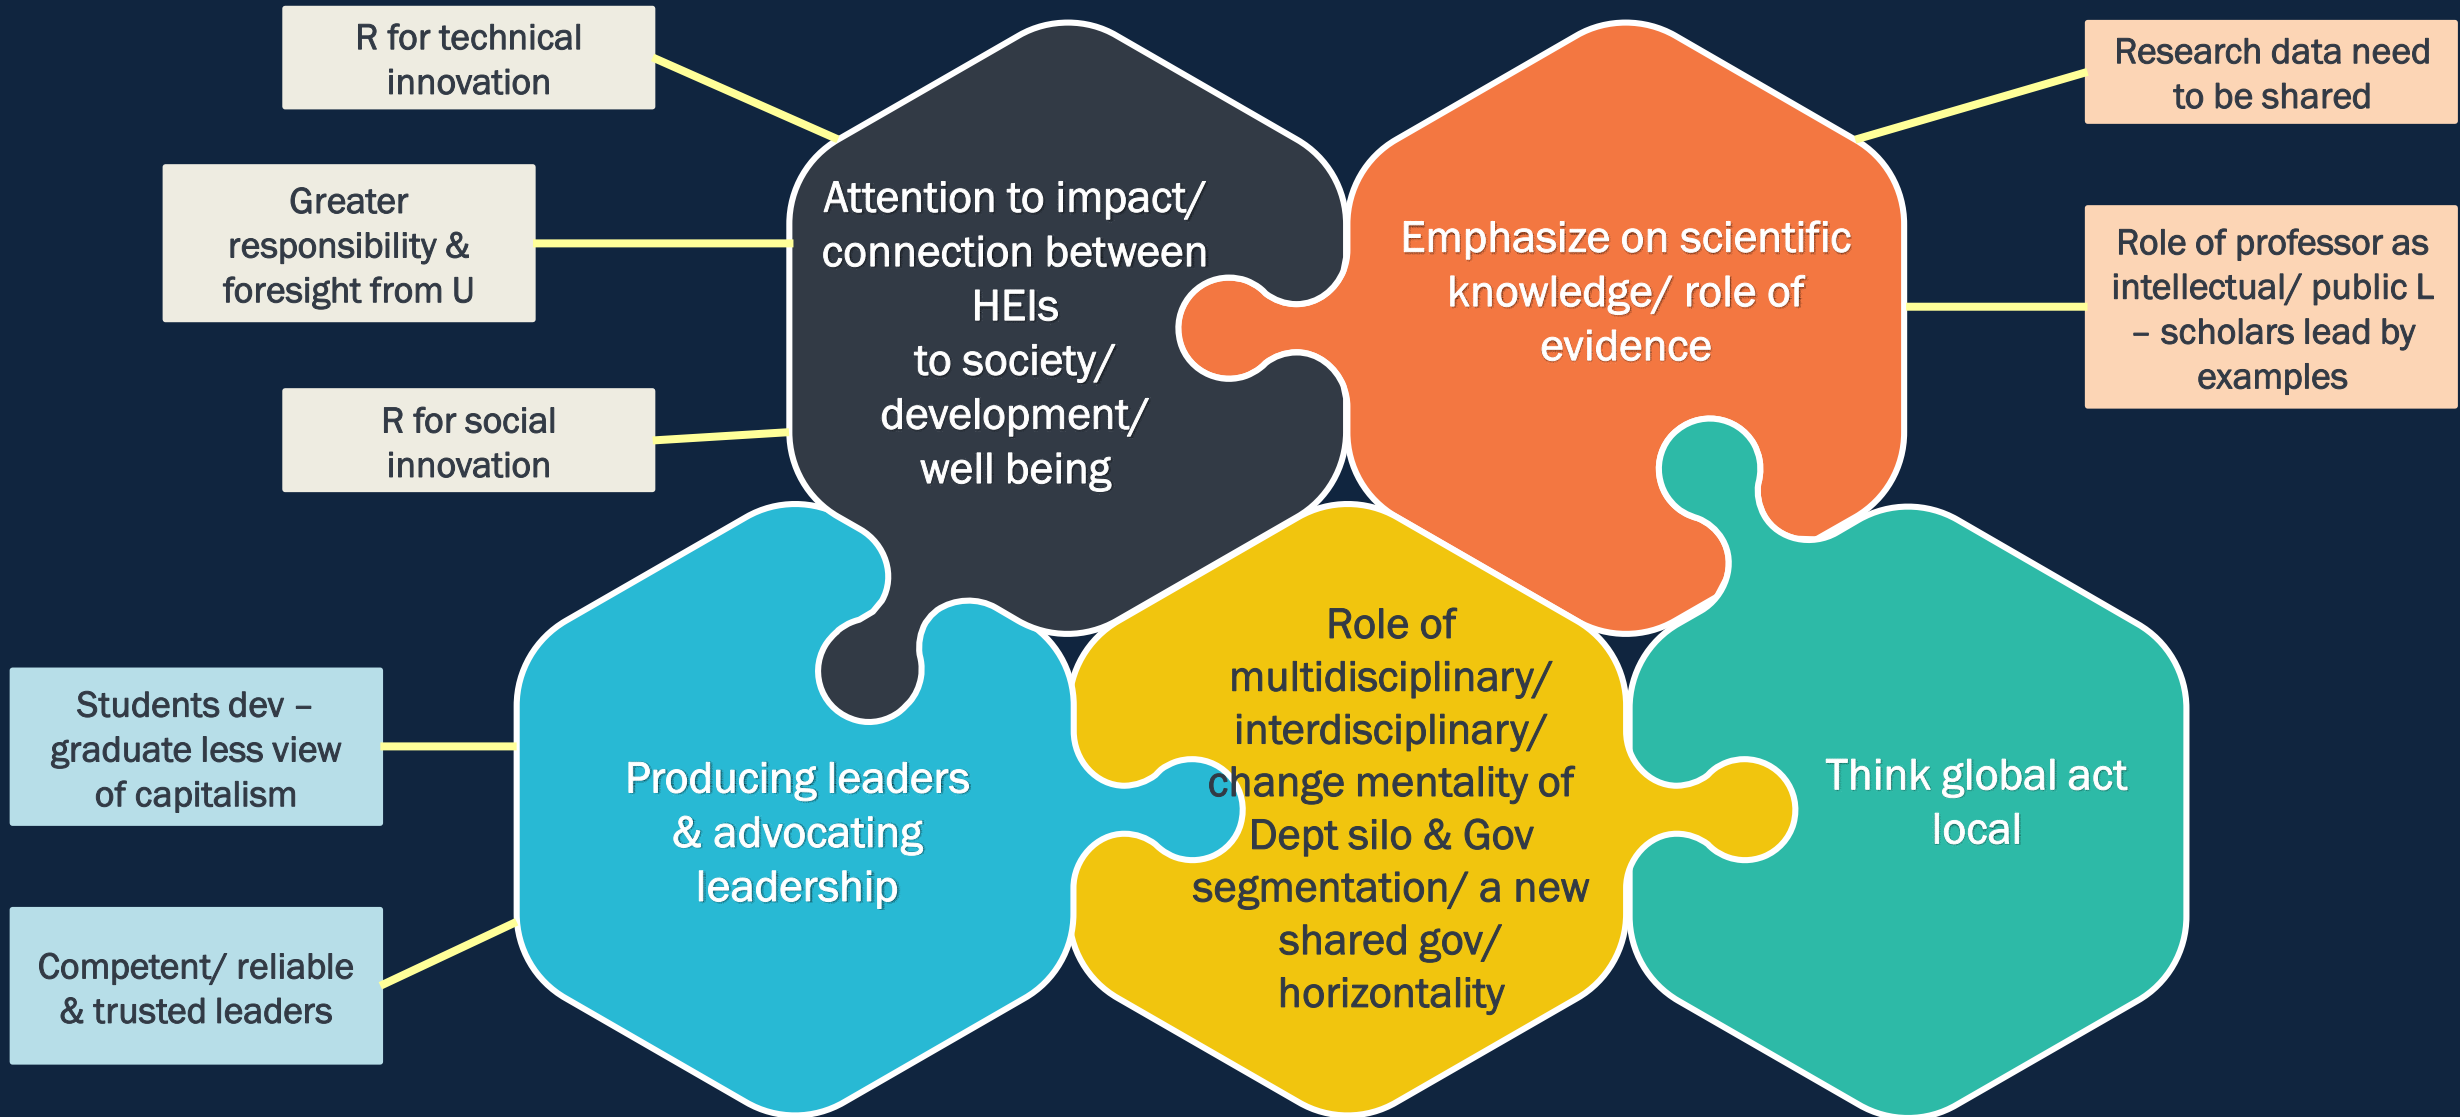 R for technical
innovation
Greater
responsibility &
foresight from U
R for social
innovation
Attention to impact/
connection between
HEIs
to society/
development/
well being
Emphasize on scientific
knowledge/ role of
evidence
Research data need
to be shared
Role of professor as
intellectual/ public L
– scholars lead by
examples
Students dev –
graduate less view
of capitalism
Competent/ reliable
& trusted leaders
Producing leaders
& advocating
leadership
Role of
multidisciplinary/
interdisciplinary/
change mentality of
Dept silo & Gov
segmentation/ a new
shared gov/
horizontality
Think global act
local